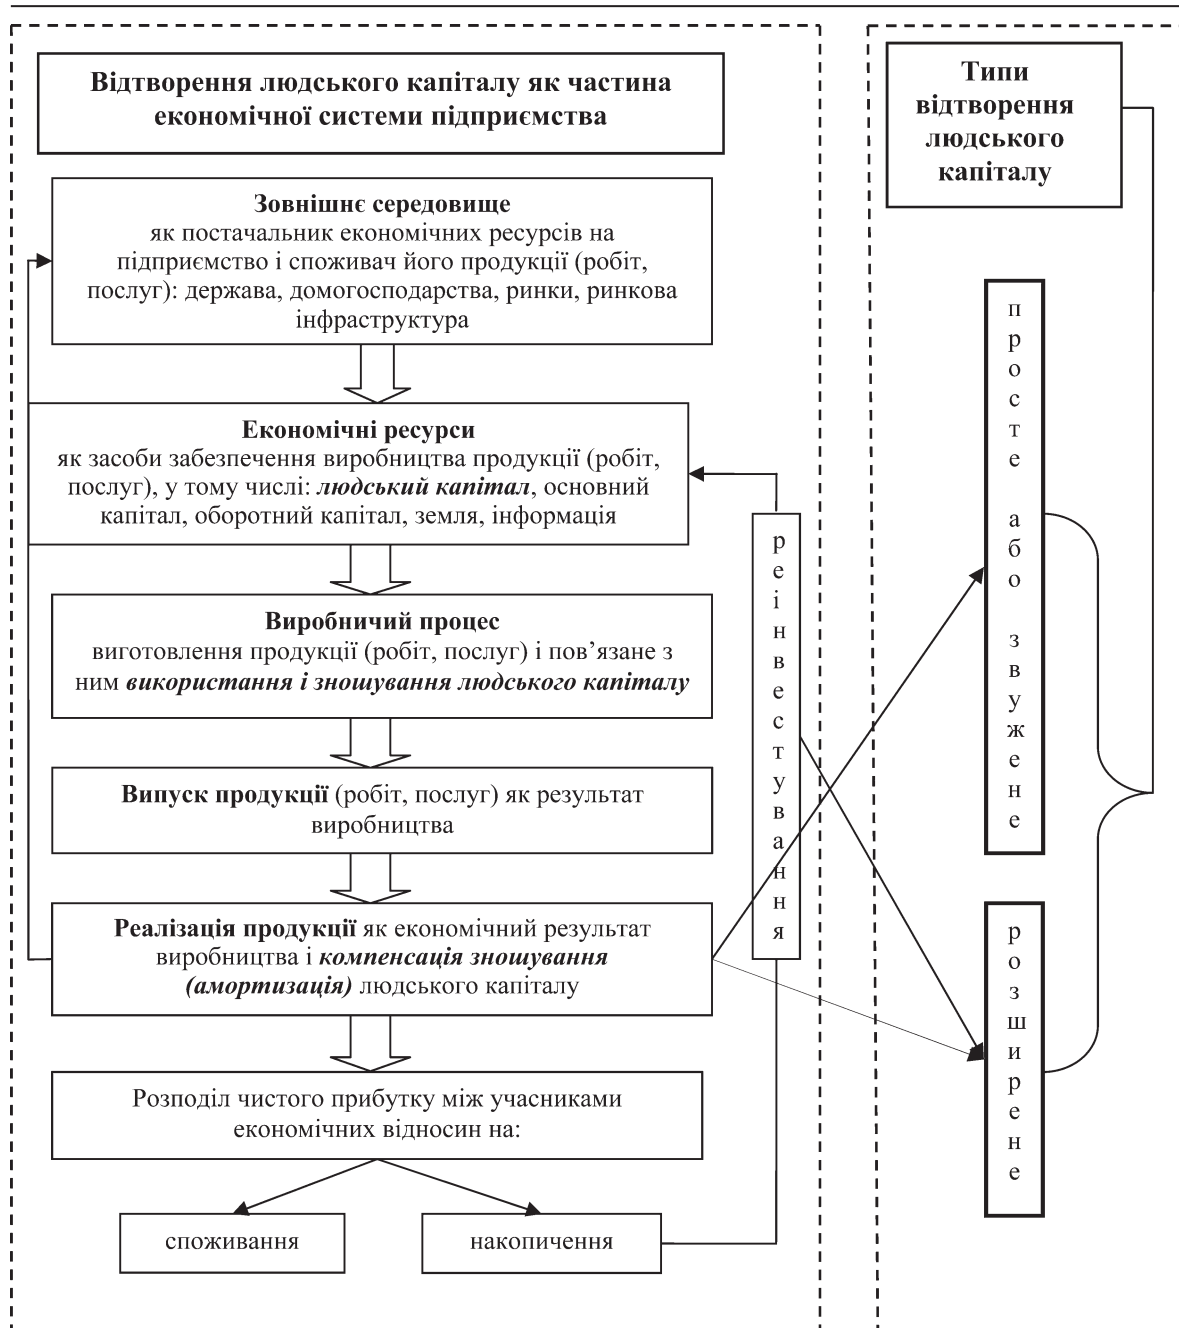 Відтворення людського капіталу як частина
економічної системи підприємства
Зовнішнє середовище
як постачальник економічних ресурсів на
підприємство і споживач його продукції (робіт,
послуг): держава, домогосподарства, ринки, ринкова
інфраструктура
Економічні ресурси
як засоби забезпечення виробництва продукції (робіт,
послуг), у тому числі: людський капітал, основний
капітал, оборотний капітал, земля, інформація
Виробничий процес
виготовлення продукції (робіт, послуг) і пов’язане з
ним використання і зношування людського капіталу
Випуск продукції (робіт, послуг) як результат
виробництва
Реалізація продукції як економічний результат
виробництва і компенсація зношування
(амортизація) людського капіталу
Розподіл чистого прибутку між учасниками
економічних відносин на:
споживання
накопичення
реінвестування
Типи
відтворення
людського
капіталу
просте або звужене
розширене